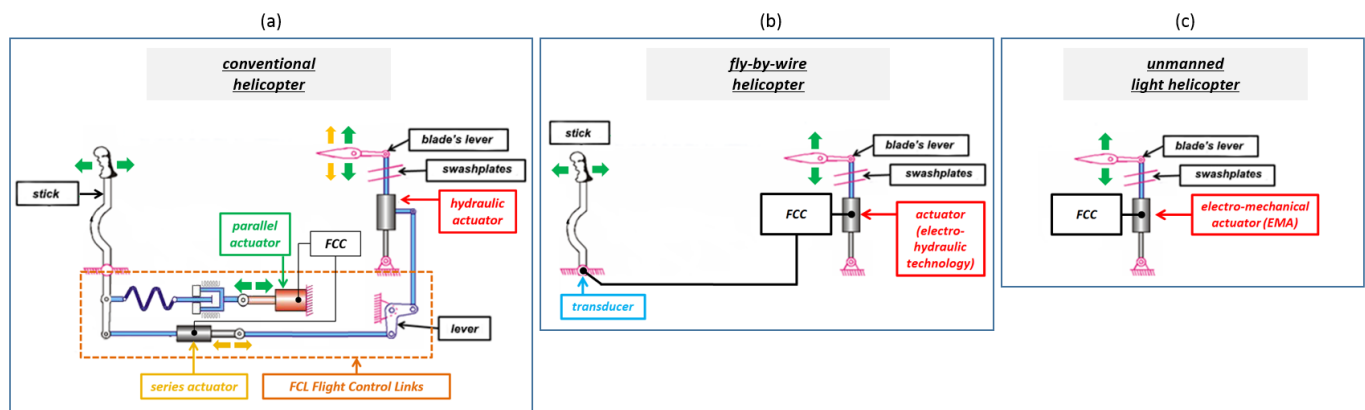 (a)
conventional
helicopter
stick
blade's lever
swashplates
hydraulic
actuator
parallel
actuator
FCC
lever
series actuator
FCL Flight Control Links
(b)
fly-by-wire
helicopter
stick
blade's lever
swashplates
FCC
actuator
(electro-
hydraulic
technology)
transducer
(c)
unmanned
light helicopter
blade's lever
swashplates
FCC
electro-mechanical
actuator (EMA)